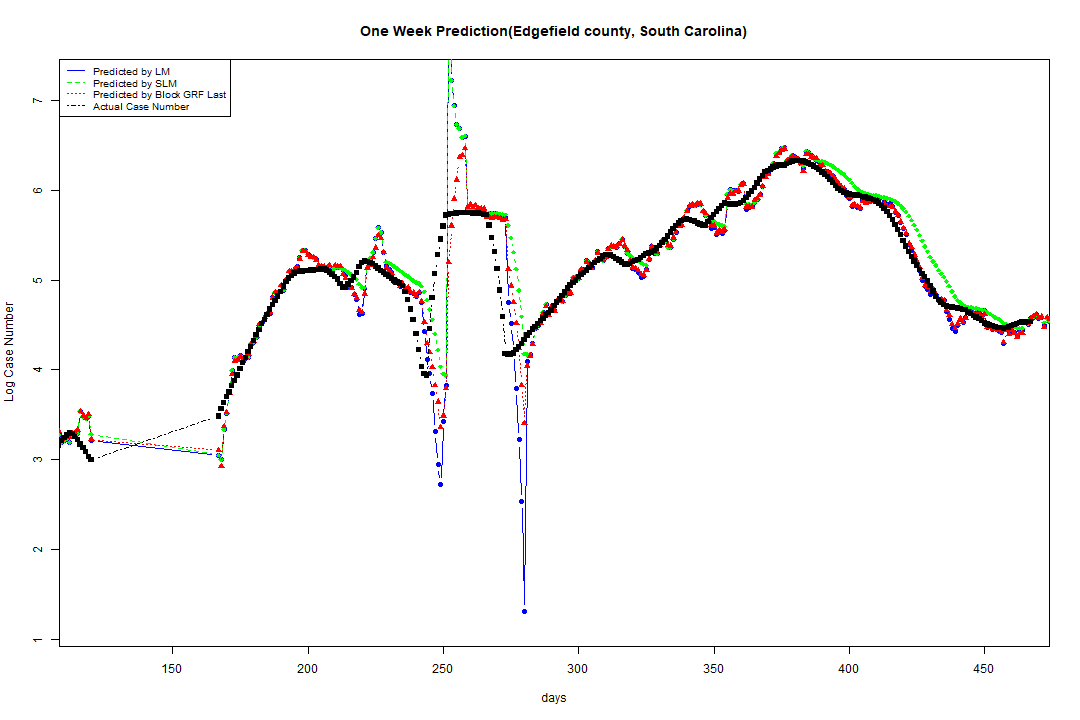 One Week Prediction(Edgefield county, South Carolina)
Predicted by LM
Predicted by SLM
Predicted by Block GRF Last
Actual Case Number
7
6
5
4
3
2
1
Log Case Number
150 200 250 300 350 400 450
days